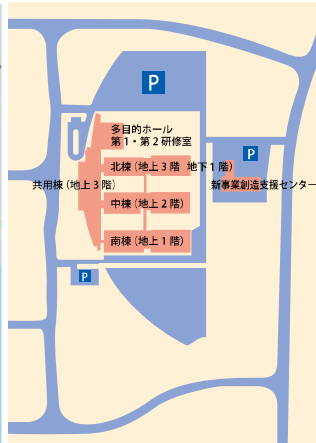 P
多目的ホール
第1・第2研修室
P
北棟（地上3階 地下1階）
共用棟（地上3階）
新事業創造支援センター
中棟（地上2階）
南棟（地上1階）
P